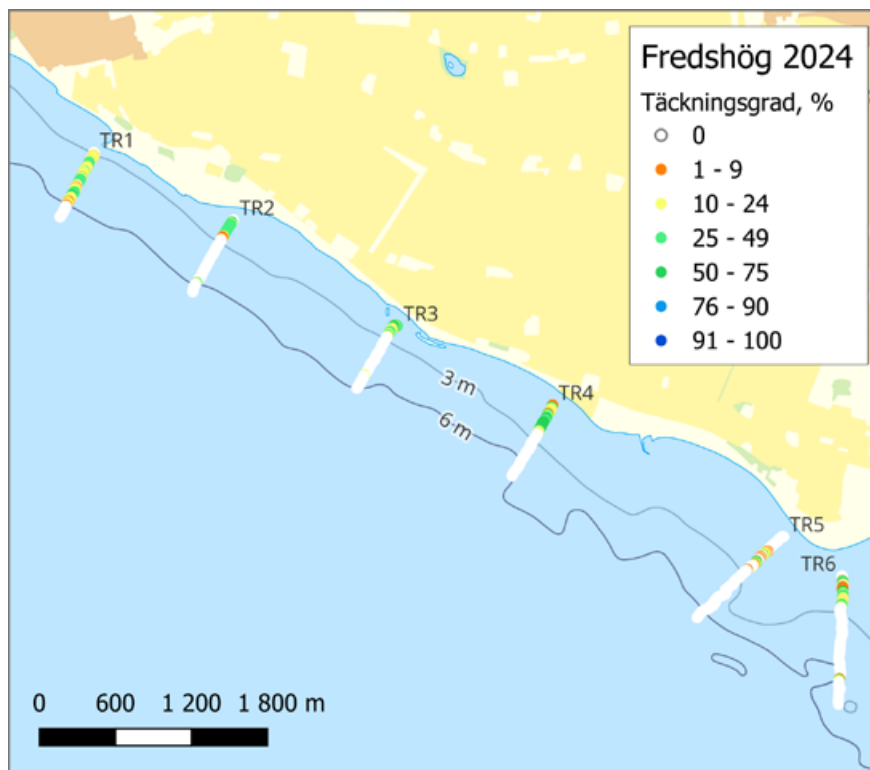 Fredshög 2024
Täckningsgrad, %
0
1 - 9
10 - 24
25 - 49
50 - 75
76 - 90
91 - 100
TR1
TR2
TR3
3 m
TR4
6 m
TR5
TR6
0 600 1 200 1 800 m